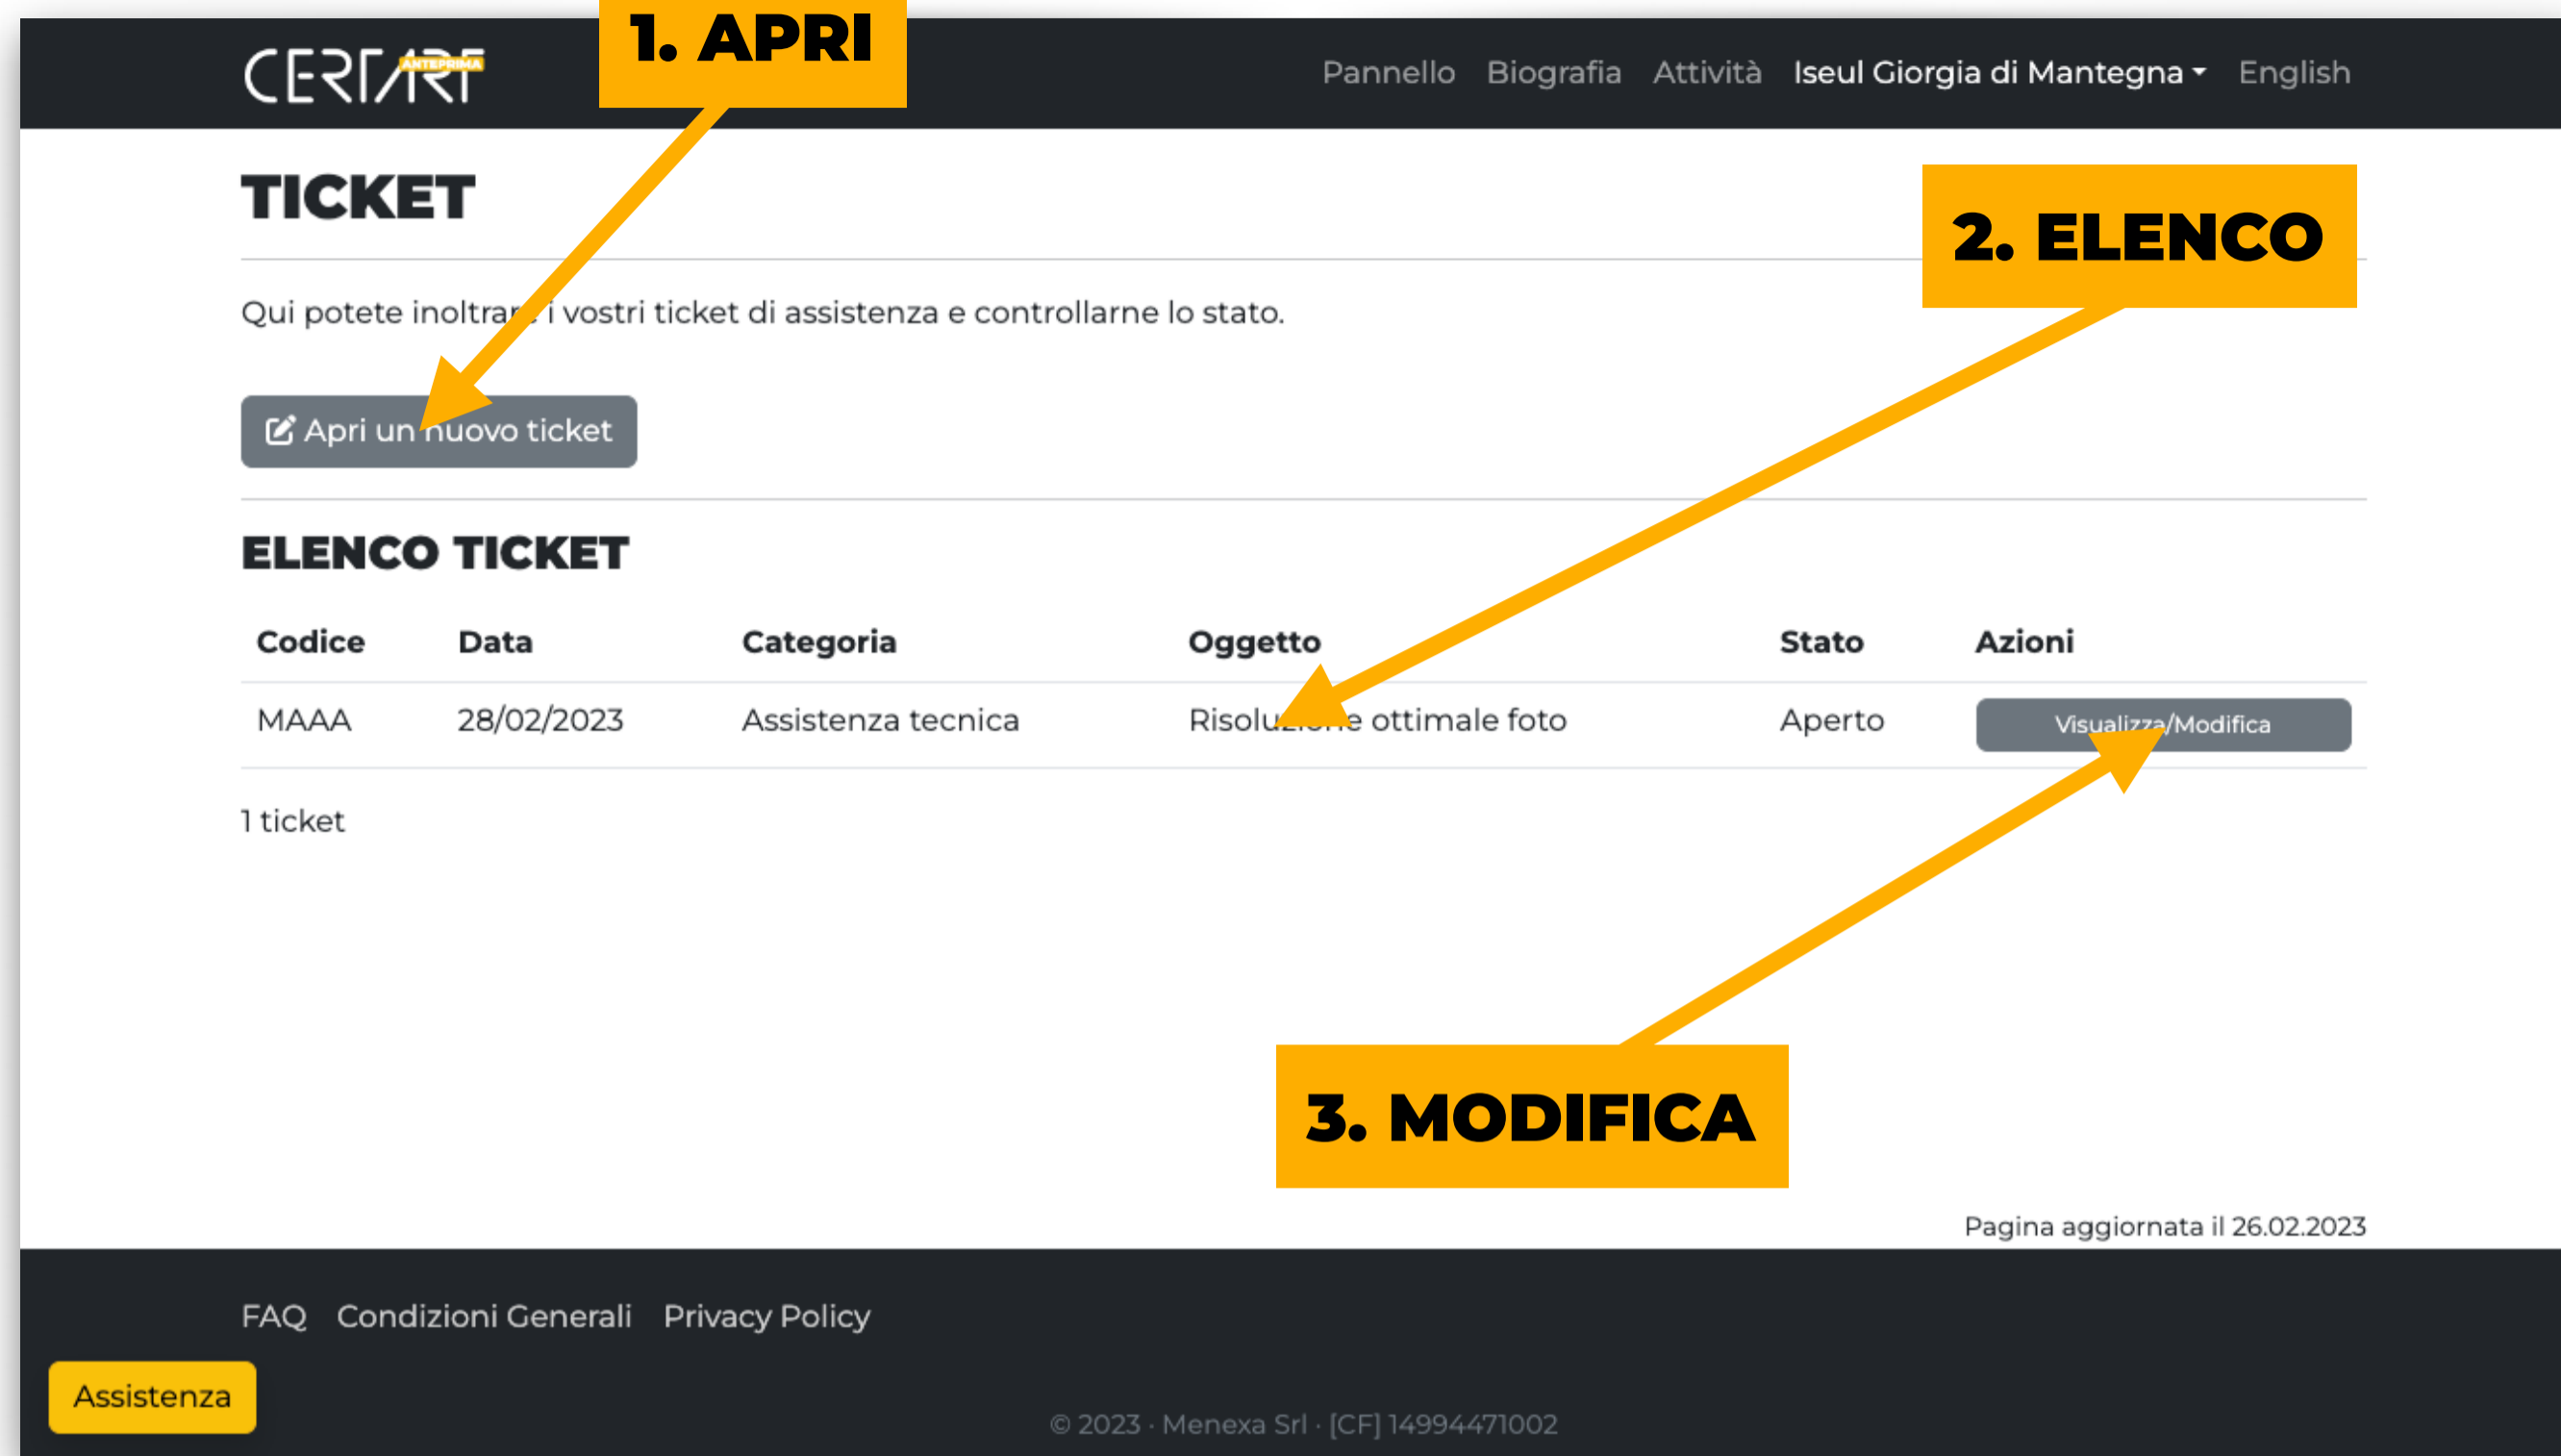 1. APRI
CERTART
ANTEPRIMA
Pannello Biografia Attività Iseul Giorgia di Mantegna English
TICKET
2. ELENCO
Qui potete inoltrare i vostri ticket di assistenza e controllarne lo stato.
Apri un nuovo ticket
ELENCO TICKET
Codice Data Categoria Oggetto Stato Azioni
MAAA 28/02/2023 Assistenza tecnica Risoluzione ottimale foto Aperto Visualizza/Modifica
1 ticket
3. MODIFICA
Pagina aggiornata il 26.02.2023
FAQ Condizioni Generali Privacy Policy
Assistenza
© 2023 · Menexa Srl · [CF] 14994471002